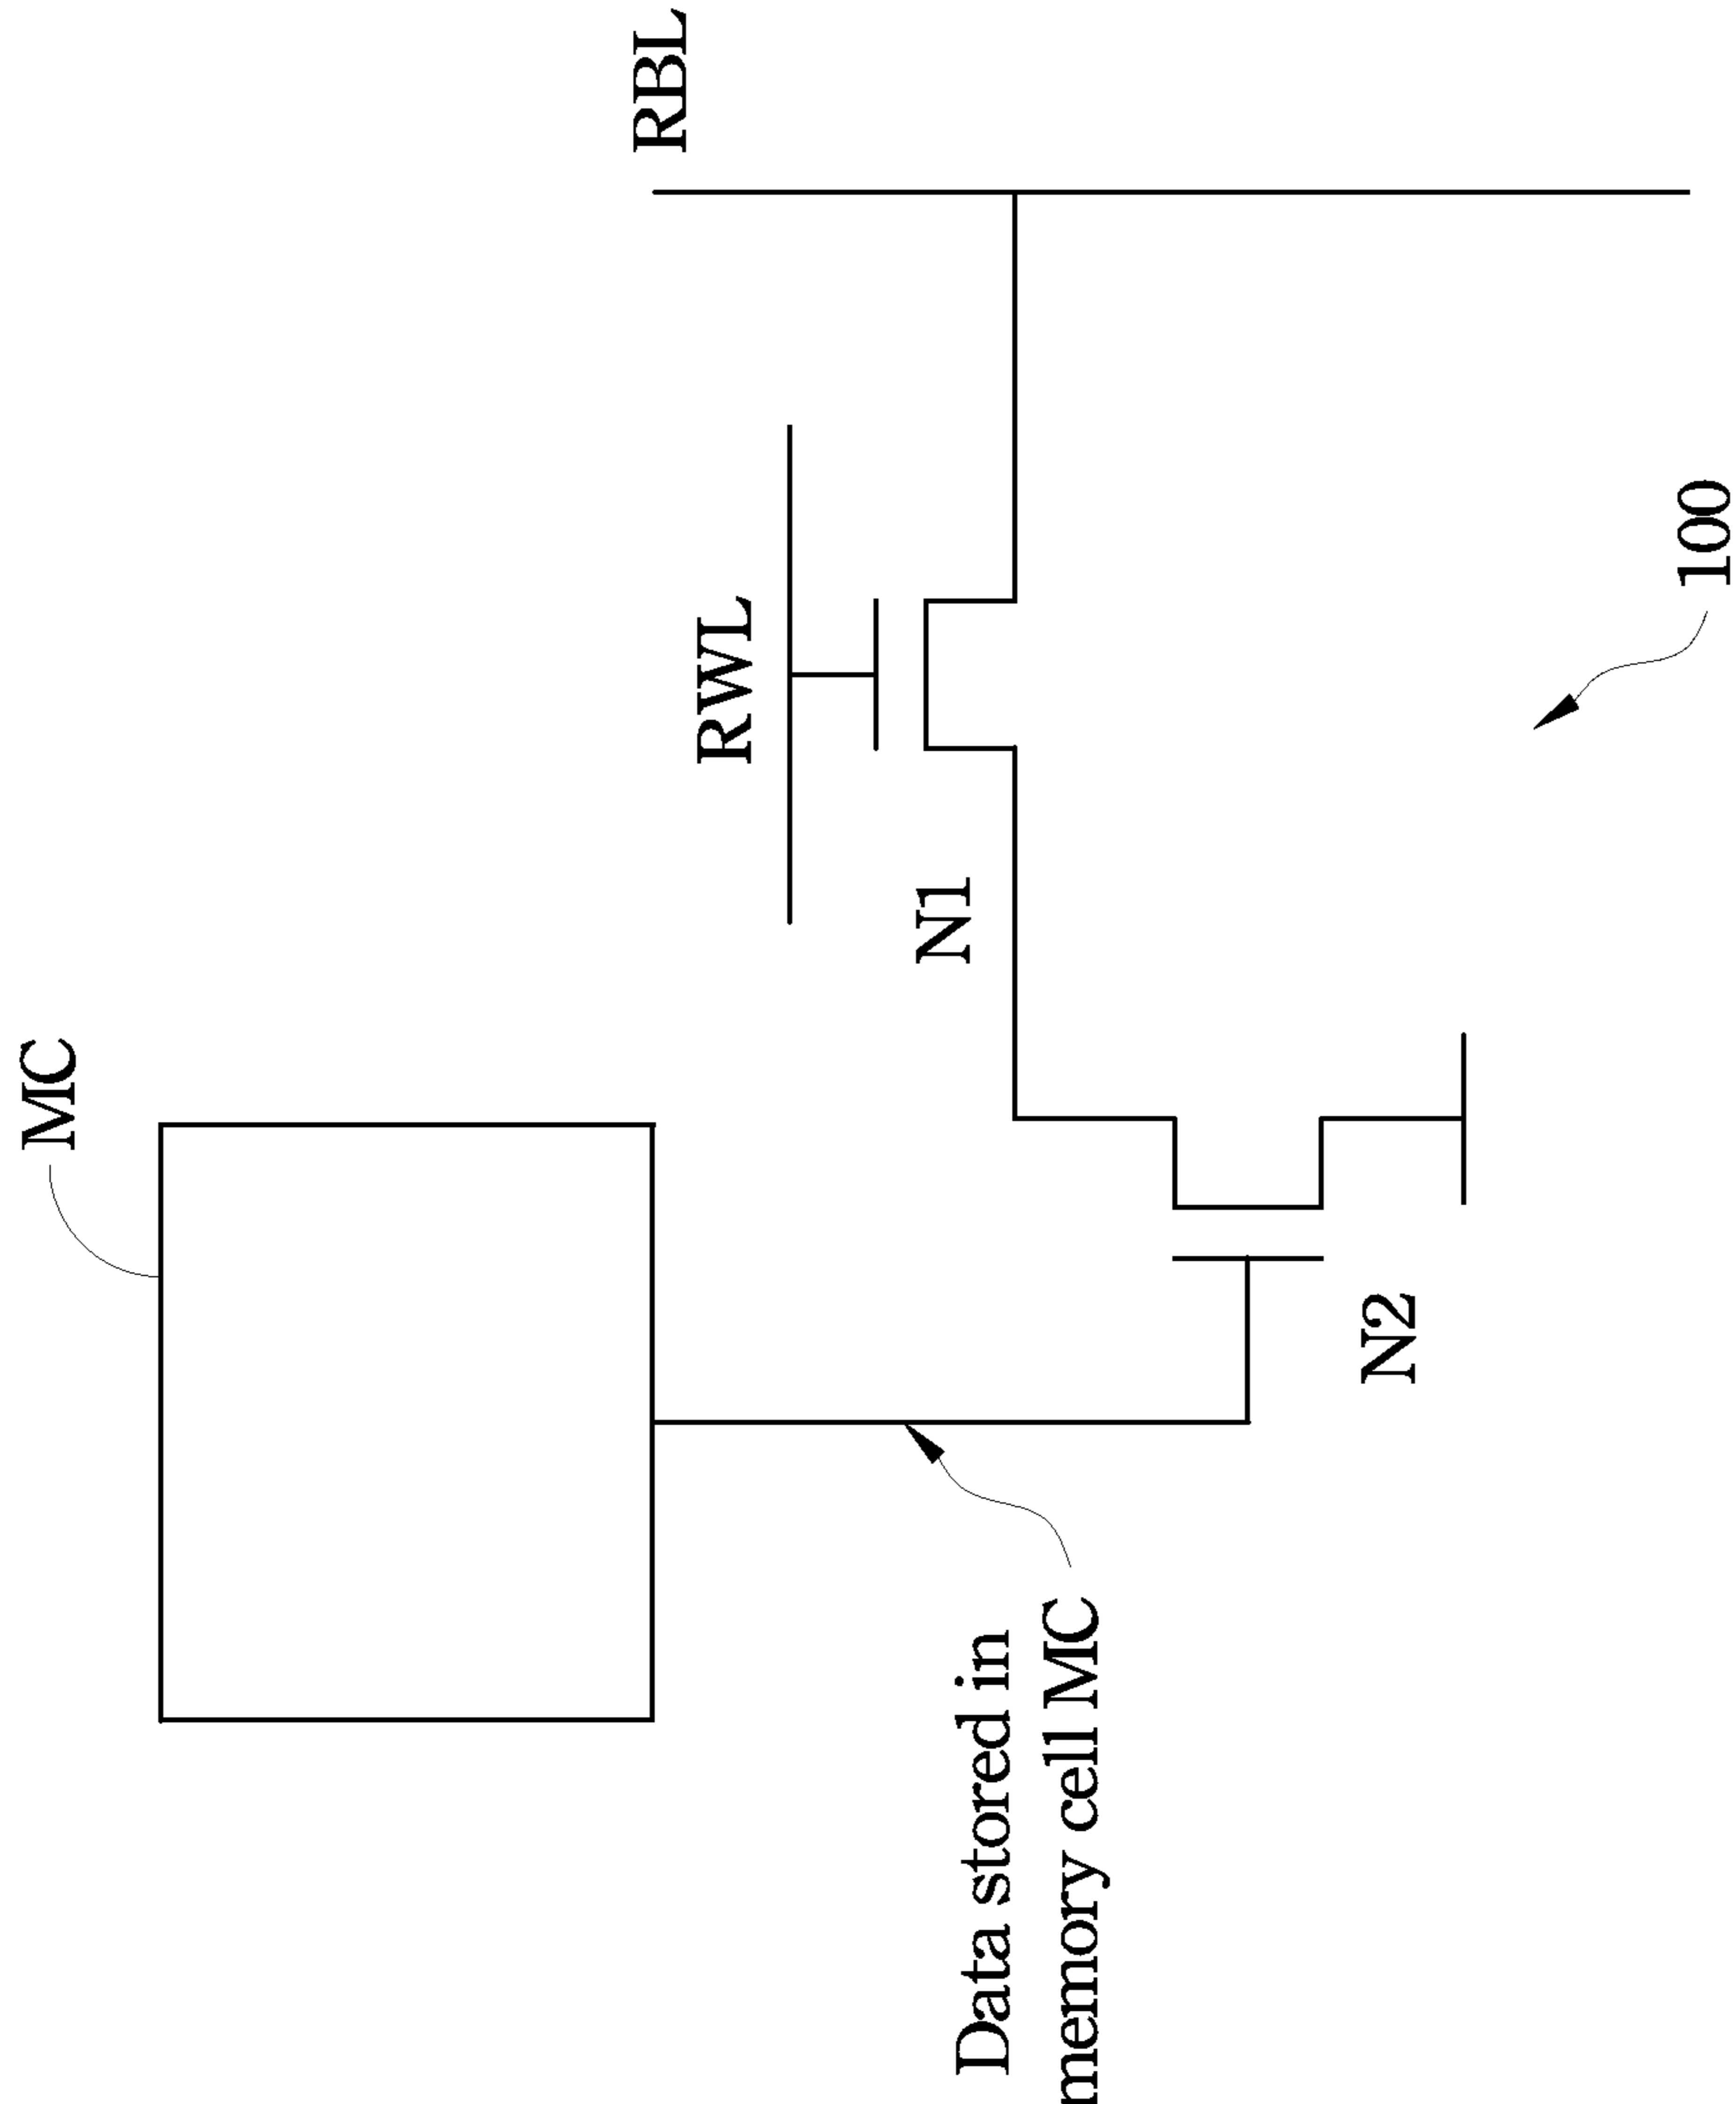 MC
RWL
RBL
N1
Data stored in
memory cell MC
N2
100